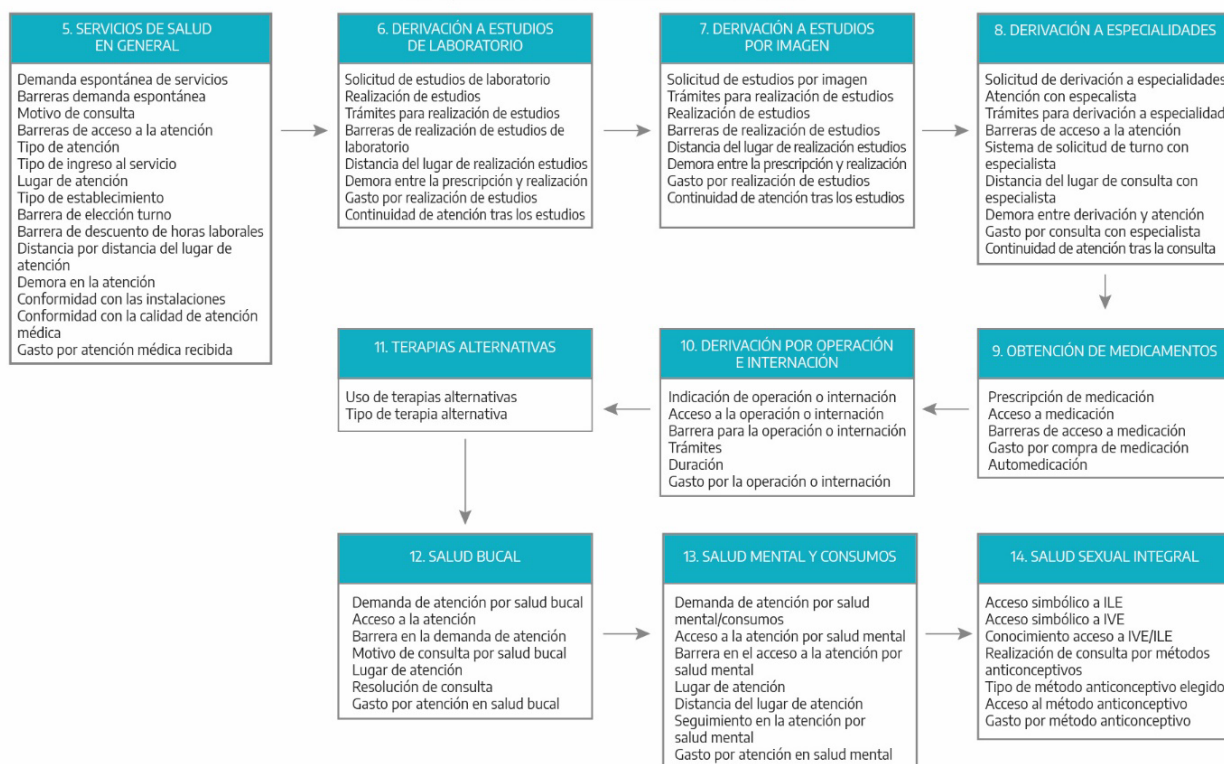 5. SERVICIOS DE SALUD
EN GENERAL
Demanda espontánea de servicios
Barreras demanda espontánea
Motivo de consulta
Barreras de acceso a la atención
Tipo de atención
Tipo de ingreso al servicio
Lugar de atención
Tipo de establecimiento
Barrera de elección turno
Barrera de descuento de horas laborales
Distancia por distancia del lugar de
atención
Demora en la atención
Conformidad con las instalaciones
Conformidad con la calidad de atención
médica
Gasto por atención médica recibida
6. DERIVACIÓN A ESTUDIOS
DE LABORATORIO
Solicitud de estudios de laboratorio
Realización de estudios
Trámites para realización de estudios
Barreras de realización de estudios de
laboratorio
Distancia del lugar de realización estudios
Demora entre la prescripción y realización
Gasto por realización de estudios
Continuidad de atención tras los estudios
7. DERIVACIÓN A ESTUDIOS
POR IMAGEN
Solicitud de estudios por imagen
Trámites para realización de estudios
Realización de estudios
Barreras de realización de estudios
Distancia del lugar de realización estudios
Demora entre la prescripción y realización
Gasto por realización de estudios
Continuidad de atención tras los estudios
8. DERIVACIÓN A ESPECIALIDADES
Solicitud de derivación a especialidades
Atención con especalista
Trámites para derivación a especialidad
Barreras de acceso a la atención
Sistema de solicitud de turno con
especialista
Distancia del lugar de consulta con
especialista
Demora entre derivación y atención
Gasto por consulta con especialista
Continuidad de atención tras la consulta
9. OBTENCIÓN DE MEDICAMENTOS
Prescripción de medicación
Acceso a medicación
Barreras de acceso a medicación
Gasto por compra de medicación
Automedicación
10. DERIVACIÓN POR OPERACIÓN
E INTERNACIÓN
Indicación de operación o internación
Acceso a la operación o internación
Barrera para la operación o internación
Trámites
Duración
Gasto por la operación o internación
11. TERAPIAS ALTERNATIVAS
Uso de terapias alternativas
Tipo de terapia alternativa
12. SALUD BUCAL
Demanda de atención por salud bucal
Acceso a la atención
Barrera en la demanda de atención
Motivo de consulta por salud bucal
Lugar de atención
Resolución de consulta
Gasto por atención en salud bucal
13. SALUD MENTAL Y CONSUMOS
Demanda de atención por salud
mental/consumos
Acceso a la atención por salud mental
Barrera en el acceso a la atención por
salud mental
Lugar de atención
Distancia del lugar de atención
Seguimiento en la atención por
salud mental
Gasto por atención en salud mental
14. SALUD SEXUAL INTEGRAL
Acceso simbólico a ILE
Acceso simbólico a IVE
Conocimiento acceso a IVE/ILE
Realización de consulta por métodos
anticonceptivos
Tipo de método anticonceptivo elegido
Acceso al método anticonceptivo
Gasto por método anticonceptivo